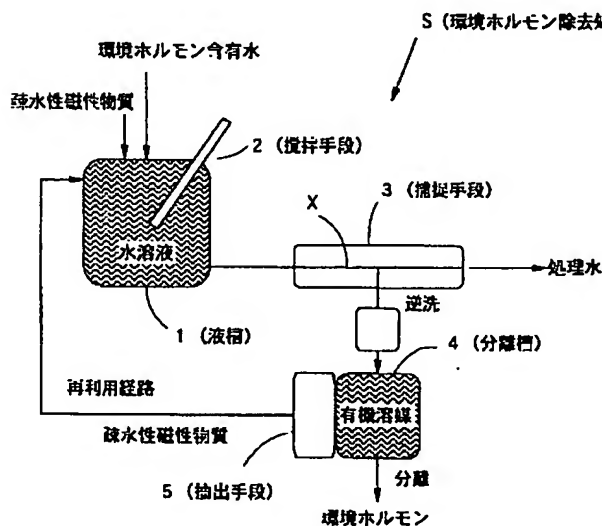 S (環境ホルモン除去処
環境ホルモン含有水
疎水性磁性物質
2 (攪拌手段)
3 (捕捉手段)
X
水溶液
処理水
逆洗
1 (液槽)
4 (分離槽)
再利用経路
有機溶媒
疎水性磁性物質
分離
5 (抽出手段)
環境ホルモン